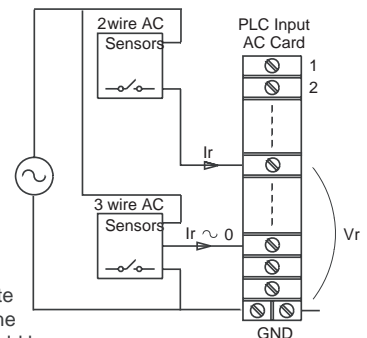 2wire AC
Sensors
PLC Input
AC Card
1
2
Ir
3 wire AC
Sensors
Ir ~ 0
Vr
GND